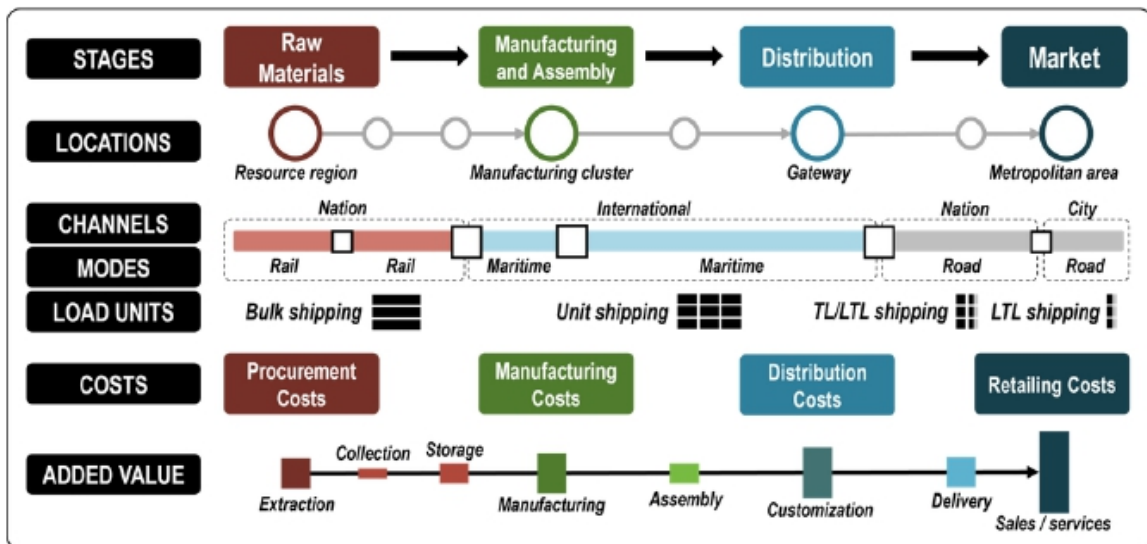 STAGES
Raw
Materials
Manufacturing
and Assembly
Distribution
Market
LOCATIONS
Resource region
Manufacturing cluster
Gateway
Metropolitan area
CHANNELS
Nation
International
Nation
City
MODES
Rail
Rail
Maritime
Maritime
Road
Road
LOAD UNITS
Bulk shipping
Unit shipping
TL/LTL shipping
LTL shipping
COSTS
Procurement
Costs
Manufacturing
Costs
Distribution
Costs
Retailing Costs
ADDED VALUE
Extraction
Collection
Storage
Manufacturing
Assembly
Customization
Delivery
Sales / services